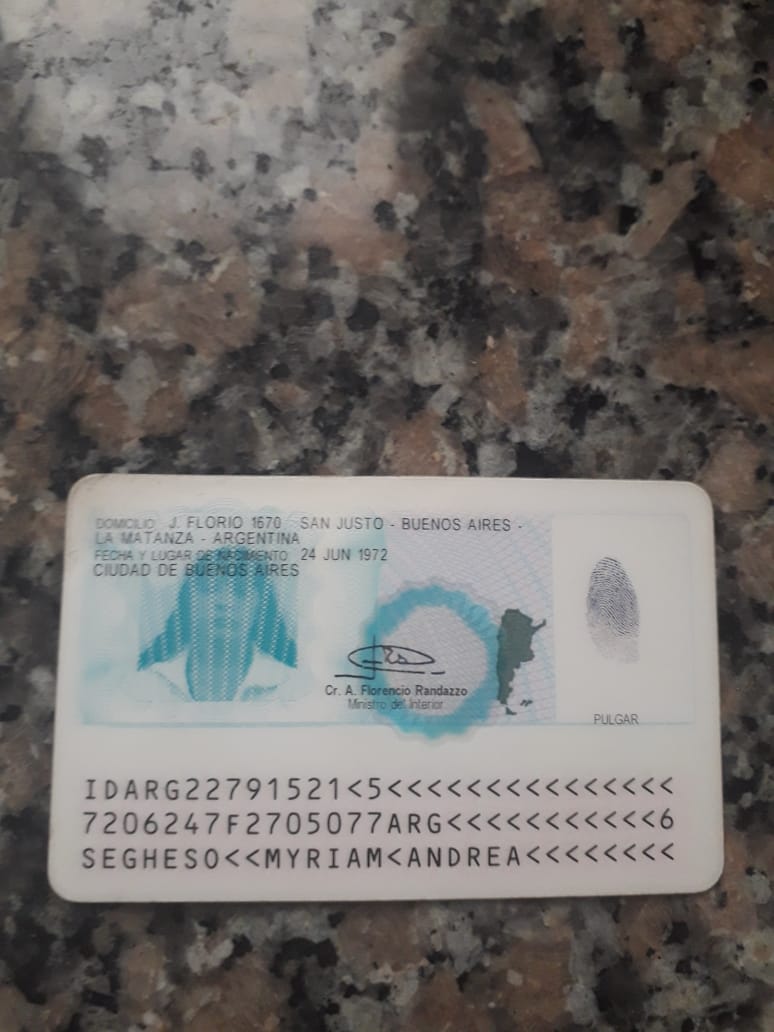 DOMICILIO: J. FLORIO 1670 SAN JUSTO - BUENOS AIRES -
LA MATANZA - ARGENTINA
FECHA Y LUGAR DE NACIMIENTO 24 JUN 1972
CIUDAD DE BUENOS AIRES
Cr. A. Florencio Randazzo
Ministro del Interior
PULGAR
IDARG22791521<5<<<<<<<<<<<<<<<
7206247F2705077ARG<<<<<<<<<<<6
SEGHESO<<MYRIAM<ANDREA<<<<<<<<